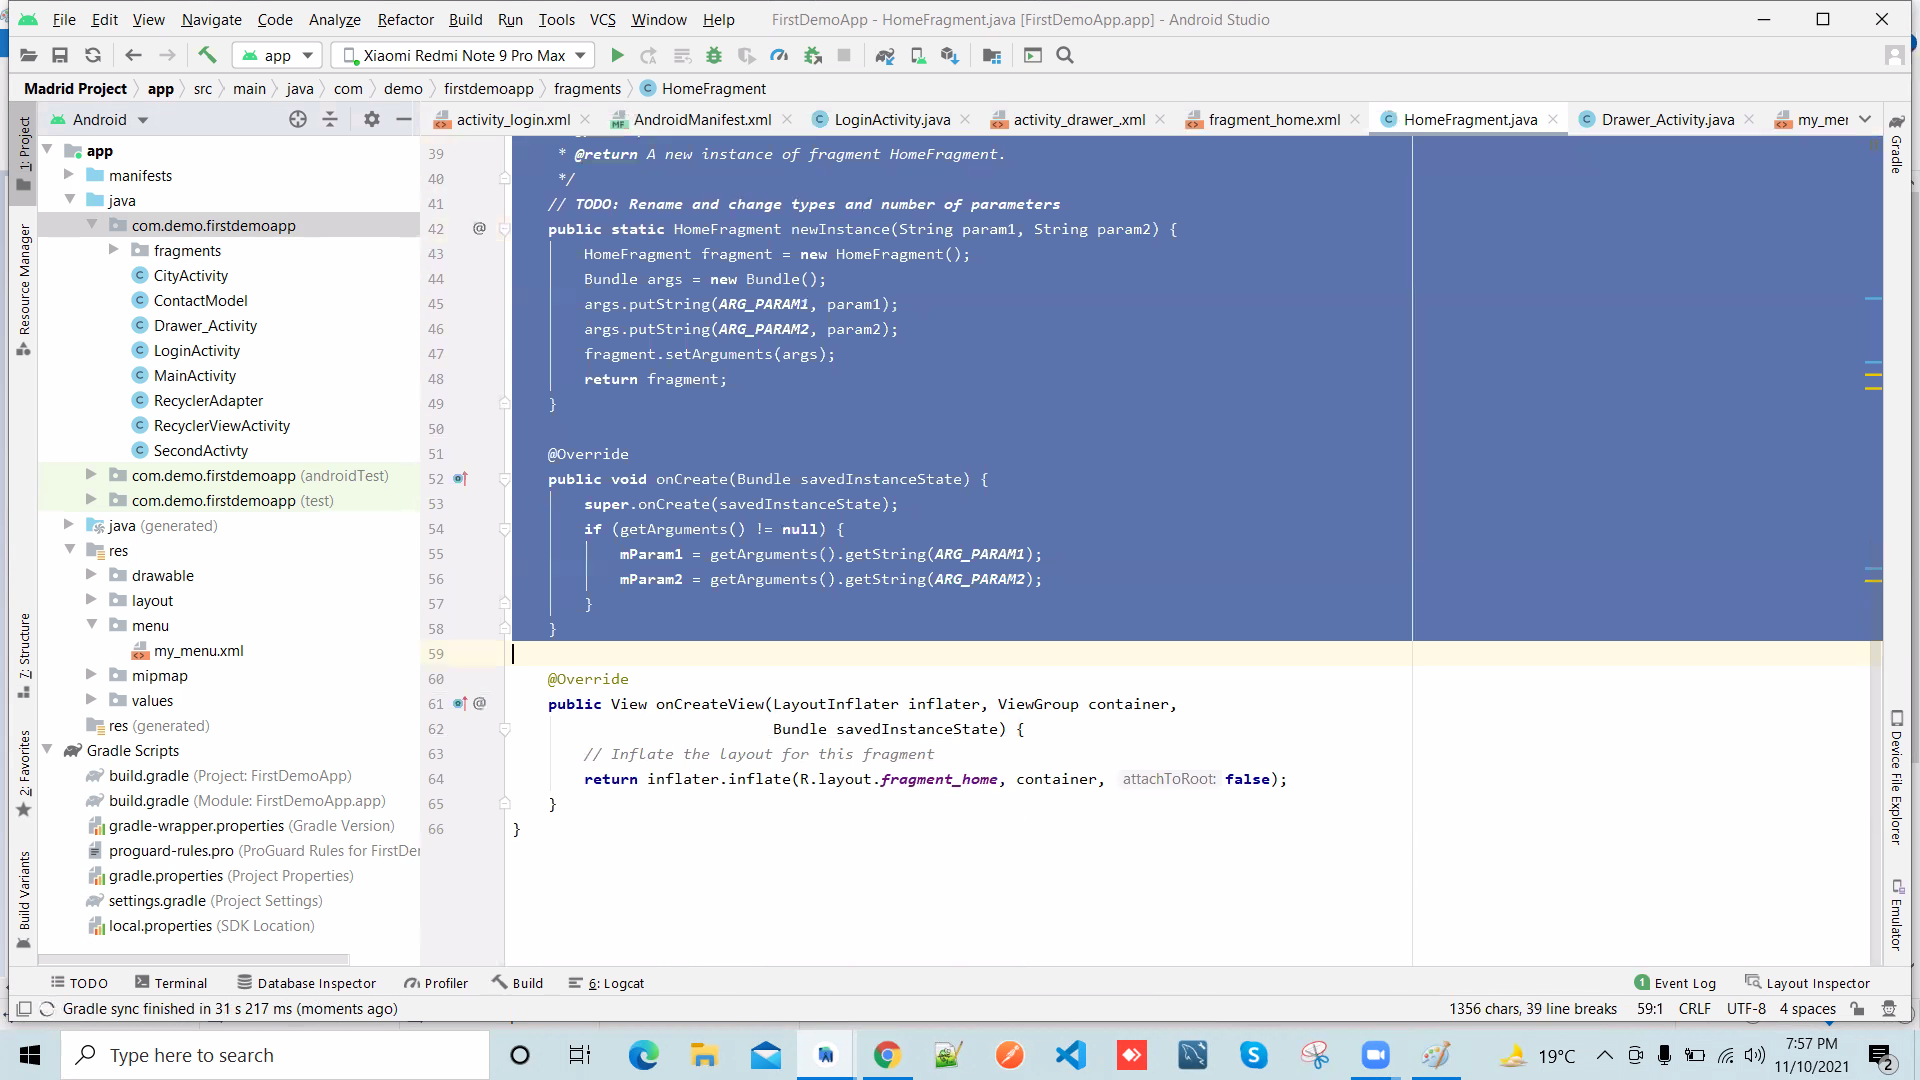 File Edit View Navigate Code Analyze Refactor Build Run Tools VCS Window Help FirstDemoApp - HomeFragment.java [FirstDemoApp.app] - Android Studio
app Xiaomi Redmi Note 9 Pro Max
Madrid Project app src main java com demo firstdemoapp fragments HomeFragment
Android
activity_login.xml AndroidManifest.xml LoginActivity.java activity_drawer_.xml fragment_home.xml HomeFragment.java Drawer_Activity.java my_mer
app
manifests
java
com.demo.firstdemoapp
fragments
CityActivity
ContactModel
Drawer_Activity
LoginActivity
MainActivity
RecyclerAdapter
RecyclerViewActivity
SecondActivty
com.demo.firstdemoapp (androidTest)
com.demo.firstdemoapp (test)
java (generated)
res
drawable
layout
menu
my_menu.xml
mipmap
values
res (generated)
Gradle Scripts
build.gradle (Project: FirstDemoApp)
build.gradle (Module: FirstDemoApp.app)
gradle-wrapper.properties (Gradle Version)
proguard-rules.pro (ProGuard Rules for FirstDer
gradle.properties (Project Properties)
settings.gradle (Project Settings)
local.properties (SDK Location)
1: Project
Resource Manager
7: Structure
2: Favorites
Build Variants
39 * @return A new instance of fragment HomeFragment.
40 */
41 // TODO: Rename and change types and number of parameters
42 @ public static HomeFragment newInstance(String param1, String param2) {
43 HomeFragment fragment = new HomeFragment();
44 Bundle args = new Bundle();
45 args.putString(ARG_PARAM1, param1);
46 args.putString(ARG_PARAM2, param2);
47 fragment.setArguments(args);
48 return fragment;
49 }
50
51 @Override
52 public void onCreate(Bundle savedInstanceState) {
53 super.onCreate(savedInstanceState);
54 if (getArguments() != null) {
55 mParam1 = getArguments().getString(ARG_PARAM1);
56 mParam2 = getArguments().getString(ARG_PARAM2);
57 }
58 }
59
60 @Override
61 @ public View onCreateView(LayoutInflater inflater, ViewGroup container,
62 Bundle savedInstanceState) {
63 // Inflate the layout for this fragment
64 return inflater.inflate(R.layout.fragment_home, container, attachToRoot: false);
65 }
66 }
Gradle
Device File Explorer
Emulator
TODO Terminal Database Inspector Profiler Build 6: Logcat 1 Event Log Layout Inspector
Gradle sync finished in 31 s 217 ms (moments ago) 1356 chars, 39 line breaks 59:1 CRLF UTF-8 4 spaces
Type here to search 19°C 7:57 PM
11/10/2021 2